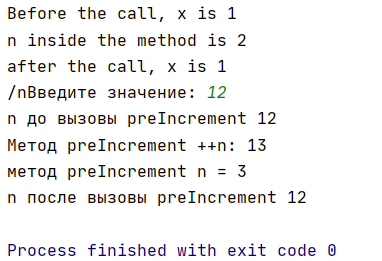 Before the call, x is 1
n inside the method is 2
after the call, x is 1
/nВведите значение: 12
n до вызовы preIncrement 12
Метод preIncrement ++n: 13
метод preIncrement n = 3
n после вызовы preIncrement 12
Process finished with exit code 0